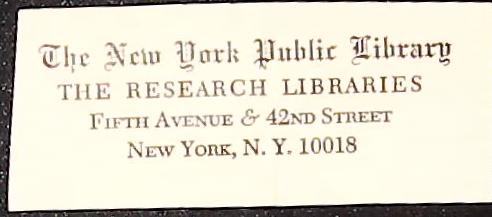 The New York Public Library
THE RESEARCH LIBRARIES
FIFTH AVENUE & 42ND STREET
NEW YORK, N. Y. 10018